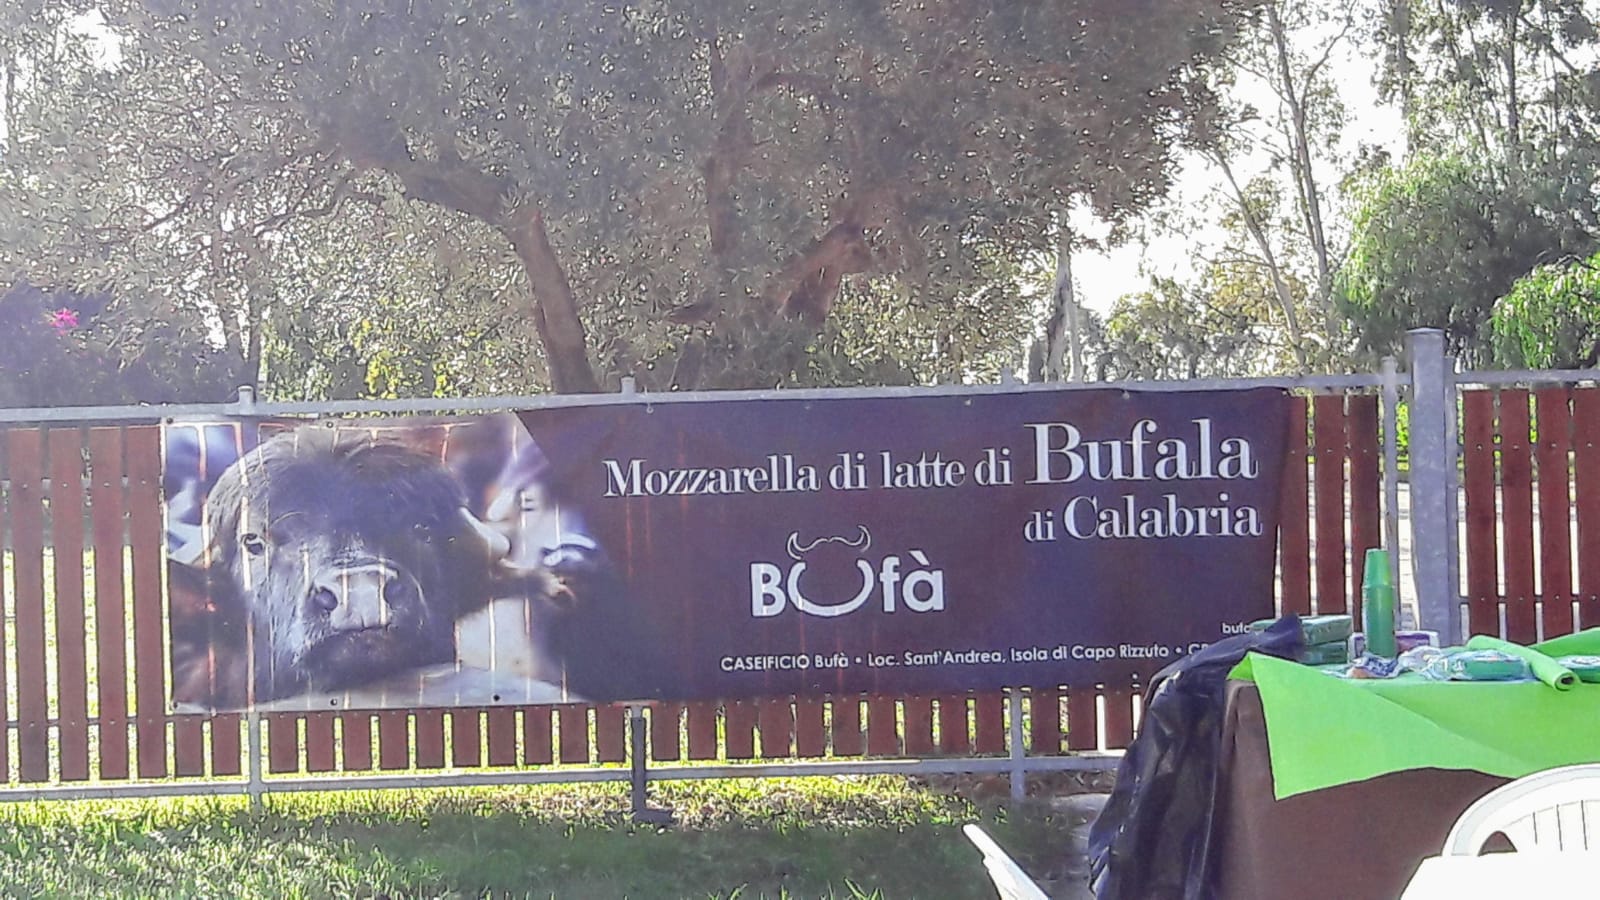 Mozzarella di latte di Bufala
di Calabria
Bufà
CASEIFICIO Bufà • Loc. Sant'Andrea, Isola di Capo Rizzuto •